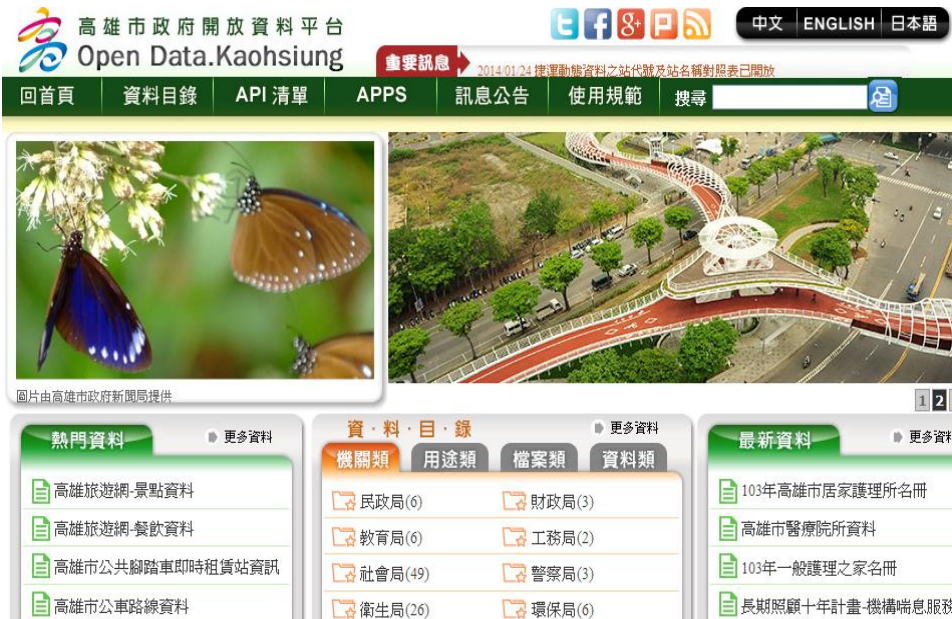 高雄市政府開放資料平台
Open Data.Kaohsiung
中文 ENGLISH 日本語
重要訊息
2014/01/24 捷運動態資料之站代號及站名稱對照表已開放
回首頁 資料目錄 API 清單 APPS 訊息公告 使用規範 搜尋
圖片由高雄市政府新聞局提供
1 2
熱門資料 更多資料
高雄旅遊網-景點資料
高雄旅遊網-餐飲資料
高雄市公共腳踏車即時租賃站資訊
高雄市公車路線資料
資·料·目·錄 更多資料
機關類 用途類 檔案類 資料類
民政局(6) 財政局(3)
教育局(6) 工務局(2)
社會局(49) 警察局(3)
衛生局(26) 環保局(6)
最新資料 更多資料
103年高雄市居家護理所名冊
高雄市醫療院所資料
103年一般護理之家名冊
長期照顧十年計畫-機構喘息服務